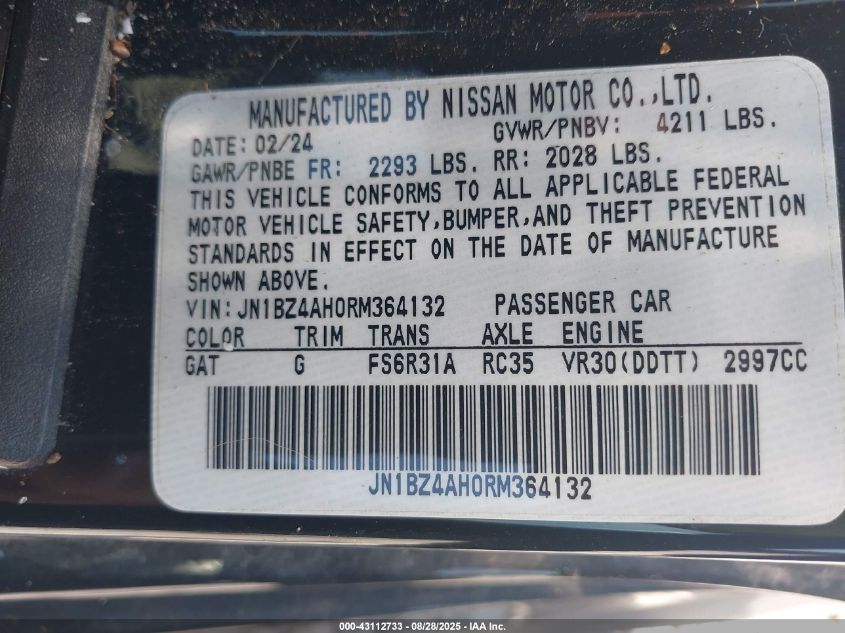 MANUFACTURED BY NISSAN MOTOR CO.,LTD.
DATE: 02/24 GVWR/PNBV: 4211 LBS.
GAWR/PNBE FR: 2293 LBS. RR: 2028 LBS.
THIS VEHICLE CONFORMS TO ALL APPLICABLE FEDERAL
MOTOR VEHICLE SAFETY,BUMPER,AND THEFT PREVENTION
STANDARDS IN EFFECT ON THE DATE OF MANUFACTURE
SHOWN ABOVE.
VIN:JN1BZ4AH0RM364132 PASSENGER CAR
COLOR TRIM TRANS AXLE ENGINE
GAT G FS6R31A RC35 VR30(DDTT) 2997CC
JN1BZ4AH0RM364132
000-43112733 - 08/28/2025 - IAA Inc.